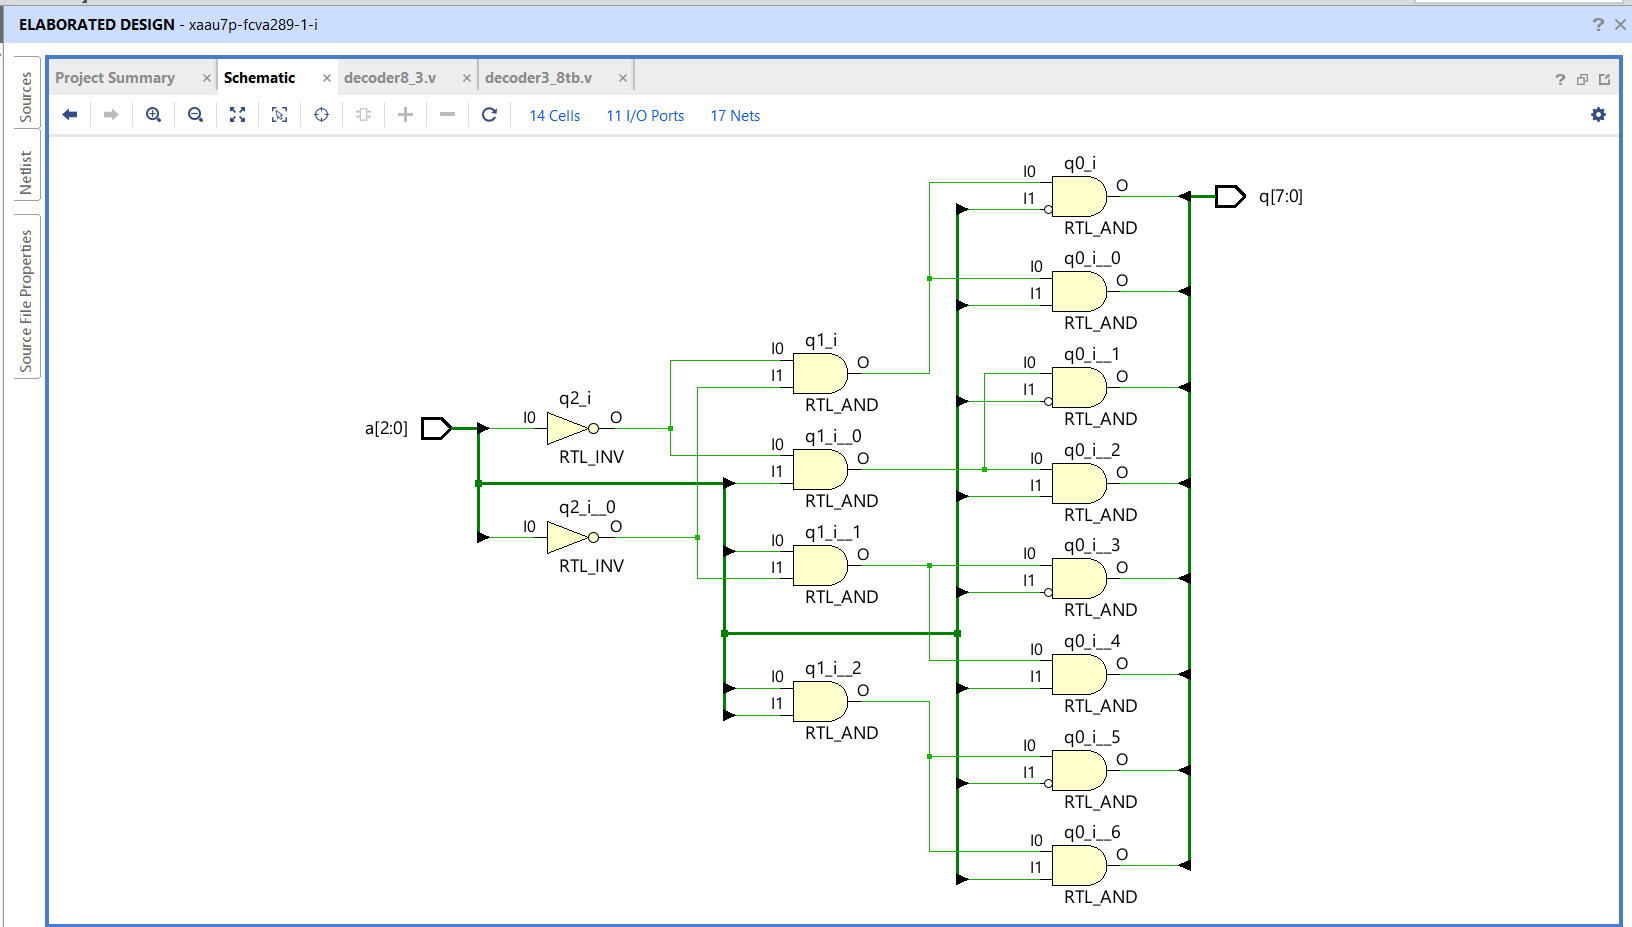 ELABORATED DESIGN - xaau7p-fcva289-1-i
Sources
Netlist
Source File Properties
Project Summary
Schematic
decoder8_3.v
decoder3_8tb.v
14 Cells
11 I/O Ports
17 Nets
a[2:0]
q2_i
I0
O
RTL_INV
q2_i__0
I0
O
RTL_INV
q1_i
I0
I1
O
RTL_AND
q1_i__0
I0
I1
O
RTL_AND
q1_i__1
I0
I1
O
RTL_AND
q1_i__2
I0
I1
O
RTL_AND
q0_i
I0
I1
O
RTL_AND
q0_i__0
I0
I1
O
RTL_AND
q0_i__1
I0
I1
O
RTL_AND
q0_i__2
I0
I1
O
RTL_AND
q0_i__3
I0
I1
O
RTL_AND
q0_i__4
I0
I1
O
RTL_AND
q0_i__5
I0
I1
O
RTL_AND
q0_i__6
I0
I1
O
RTL_AND
q[7:0]